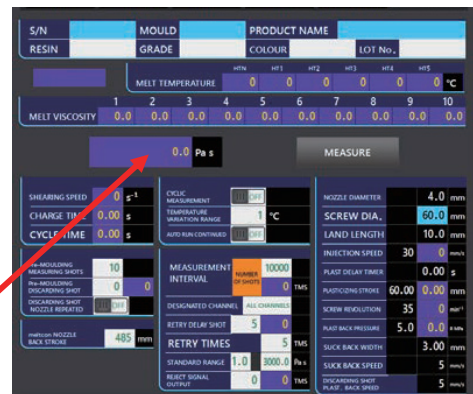 S/N MOULD PRODUCT NAME
RESIN GRADE COLOUR LOT No.
HTN HT1 HT2 HT3 HT4 HT5
MELT TEMPERATURE 0 0 0 0 0 0 °C
1 2 3 4 5 6 7 8 9 10
MELT VISCOSITY 0.0 0.0 0.0 0.0 0.0 0.0 0.0 0.0 0.0 0.0
0.0 Pa s MEASURE
SHEARING SPEED 0 s-1
CHARGE TIME 0.00 s
CYCLE TIME 0.00 s
Pre-MOULDING
MEASURING SHOTS 10
Pre-MOULDING
DISCARDING SHOT 0 0
DISCARDING SHOT
NOZZLE REPEATED OFF
meltcon NOZZLE
BACK STROKE 485 mm
CYCLIC
MEASUREMENT OFF
TEMPERATURE
VARIATION RANGE 1 °C
AUTO RUN CONTINUED OFF
MEASUREMENT
INTERVAL NUMBER
OF SHOTS 10000
0 TMS
DESIGNATED CHANNEL ALL CHANNELS
RETRY DELAY SHOT 5 0
RETRY TIMES 5 TMS
STANDARD RANGE 1.0 3000.0 Pa s
REJECT SIGNAL
OUTPUT 0 0 TMS
NOZZLE DIAMETER 4.0 mm
SCREW DIA. 60.0 mm
LAND LENGTH 10.0 mm
INJECTION SPEED 30 0 mm/s
PLAST DELAY TIMER 0.00 s
PLASTICIZING STROKE 60.00 0.00 mm
SCREW REVOLUTION 35 0 min-1
PLAST BACK PRESSURE 5.0 0.0
SUCK BACK WIDTH 3.00 mm
SUCK BACK SPEED 5 mm/s
DISCARDING SHOT
PLAST. BACK SPEED 5 mm/s